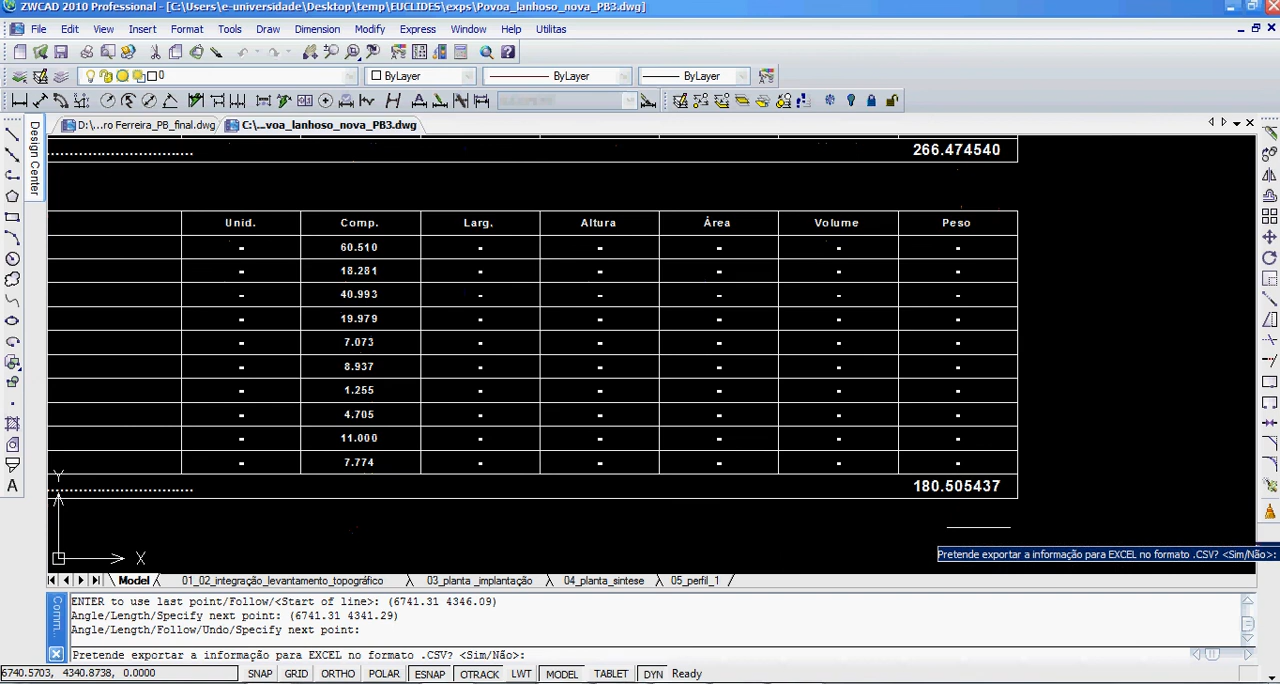 ZWCAD 2010 Professional - [C:\Users\e-universidade\Desktop\temp\EUCLIDES\exps\Povoa_lanhoso_nova_PB3.dwg]
File Edit View Insert Format Tools Draw Dimension Modify Express Window Help Utilitas
0 ByLayer ByLayer ByLayer
D:\...ro Ferreira_PB_final.dwg C:\...voa_lanhoso_nova_PB3.dwg
Design Center
................................ 266.474540
Unid. Comp. Larg. Altura Área Volume Peso
- 60.510 - - - - -
- 18.281 - - - - -
- 40.993 - - - - -
- 19.979 - - - - -
- 7.073 - - - - -
- 8.937 - - - - -
- 1.255 - - - - -
- 4.705 - - - - -
- 11.000 - - - - -
- 7.774 - - - - -
................................ 180.505437
Y
X
Pretende exportar a informação para EXCEL no formato .CSV? <Sim/Não>:
Model 01_02_integração_levantamento_topográfico 03_planta _implantação 04_planta_sintese 05_perfil_1
Comm...
ENTER to use last point/Follow/<Start of line>: (6741.31 4346.09)
Angle/Length/Specify next point: (6741.31 4341.29)
Angle/Length/Follow/Undo/Specify next point:
Pretende exportar a informação para EXCEL no formato .CSV? <Sim/Não>:
6740.5703, 4340.8738, 0.0000 SNAP GRID ORTHO POLAR ESNAP OTRACK LWT MODEL TABLET DYN Ready